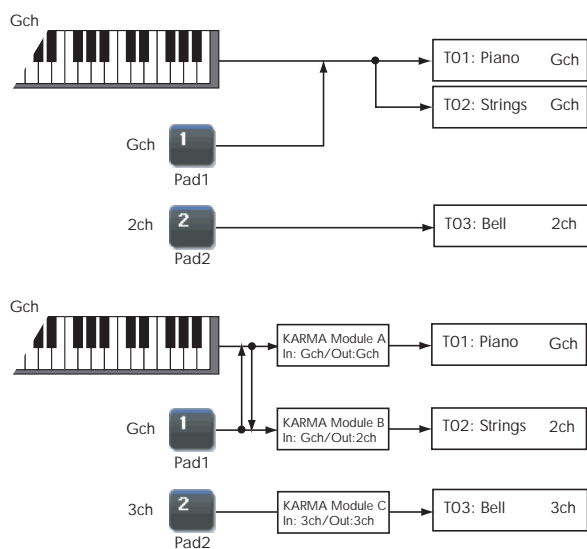 Gch
T01: Piano Gch
T02: Strings Gch
Gch 1
Pad1
2ch 2 T03: Bell 2ch
Pad2
Gch
KARMA Module A
In: Gch/Out:Gch
T01: Piano Gch
Gch 1
Pad1
KARMA Module B
In: Gch/Out:2ch
T02: Strings 2ch
3ch 2
Pad2
KARMA Module C
In: 3ch/Out:3ch
T03: Bell 3ch